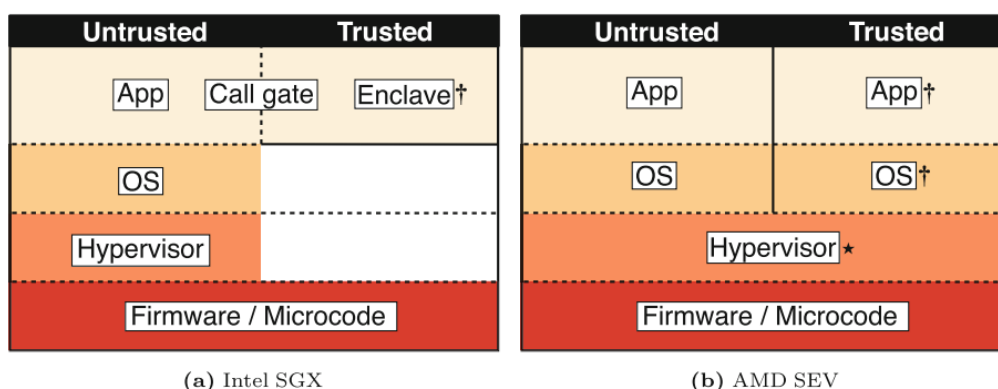 Untrusted Trusted
App Call gate Enclave†
OS
Hypervisor
Firmware / Microcode
(a) Intel SGX
Untrusted Trusted
App App†
OS OS†
Hypervisor⋆
Firmware / Microcode
(b) AMD SEV